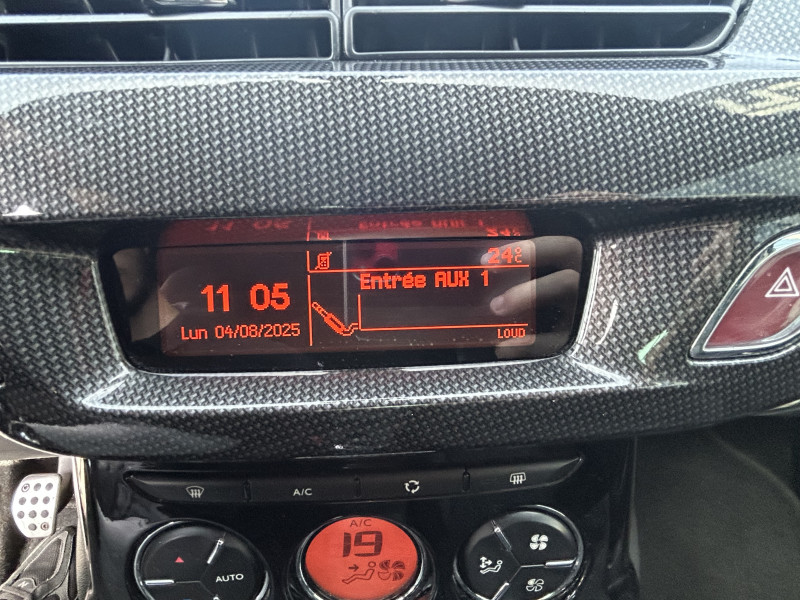 24°C
Entrée AUX 1
11 05
Lun 04/08/2025
LOUD
A/C
A/C
19
AUTO